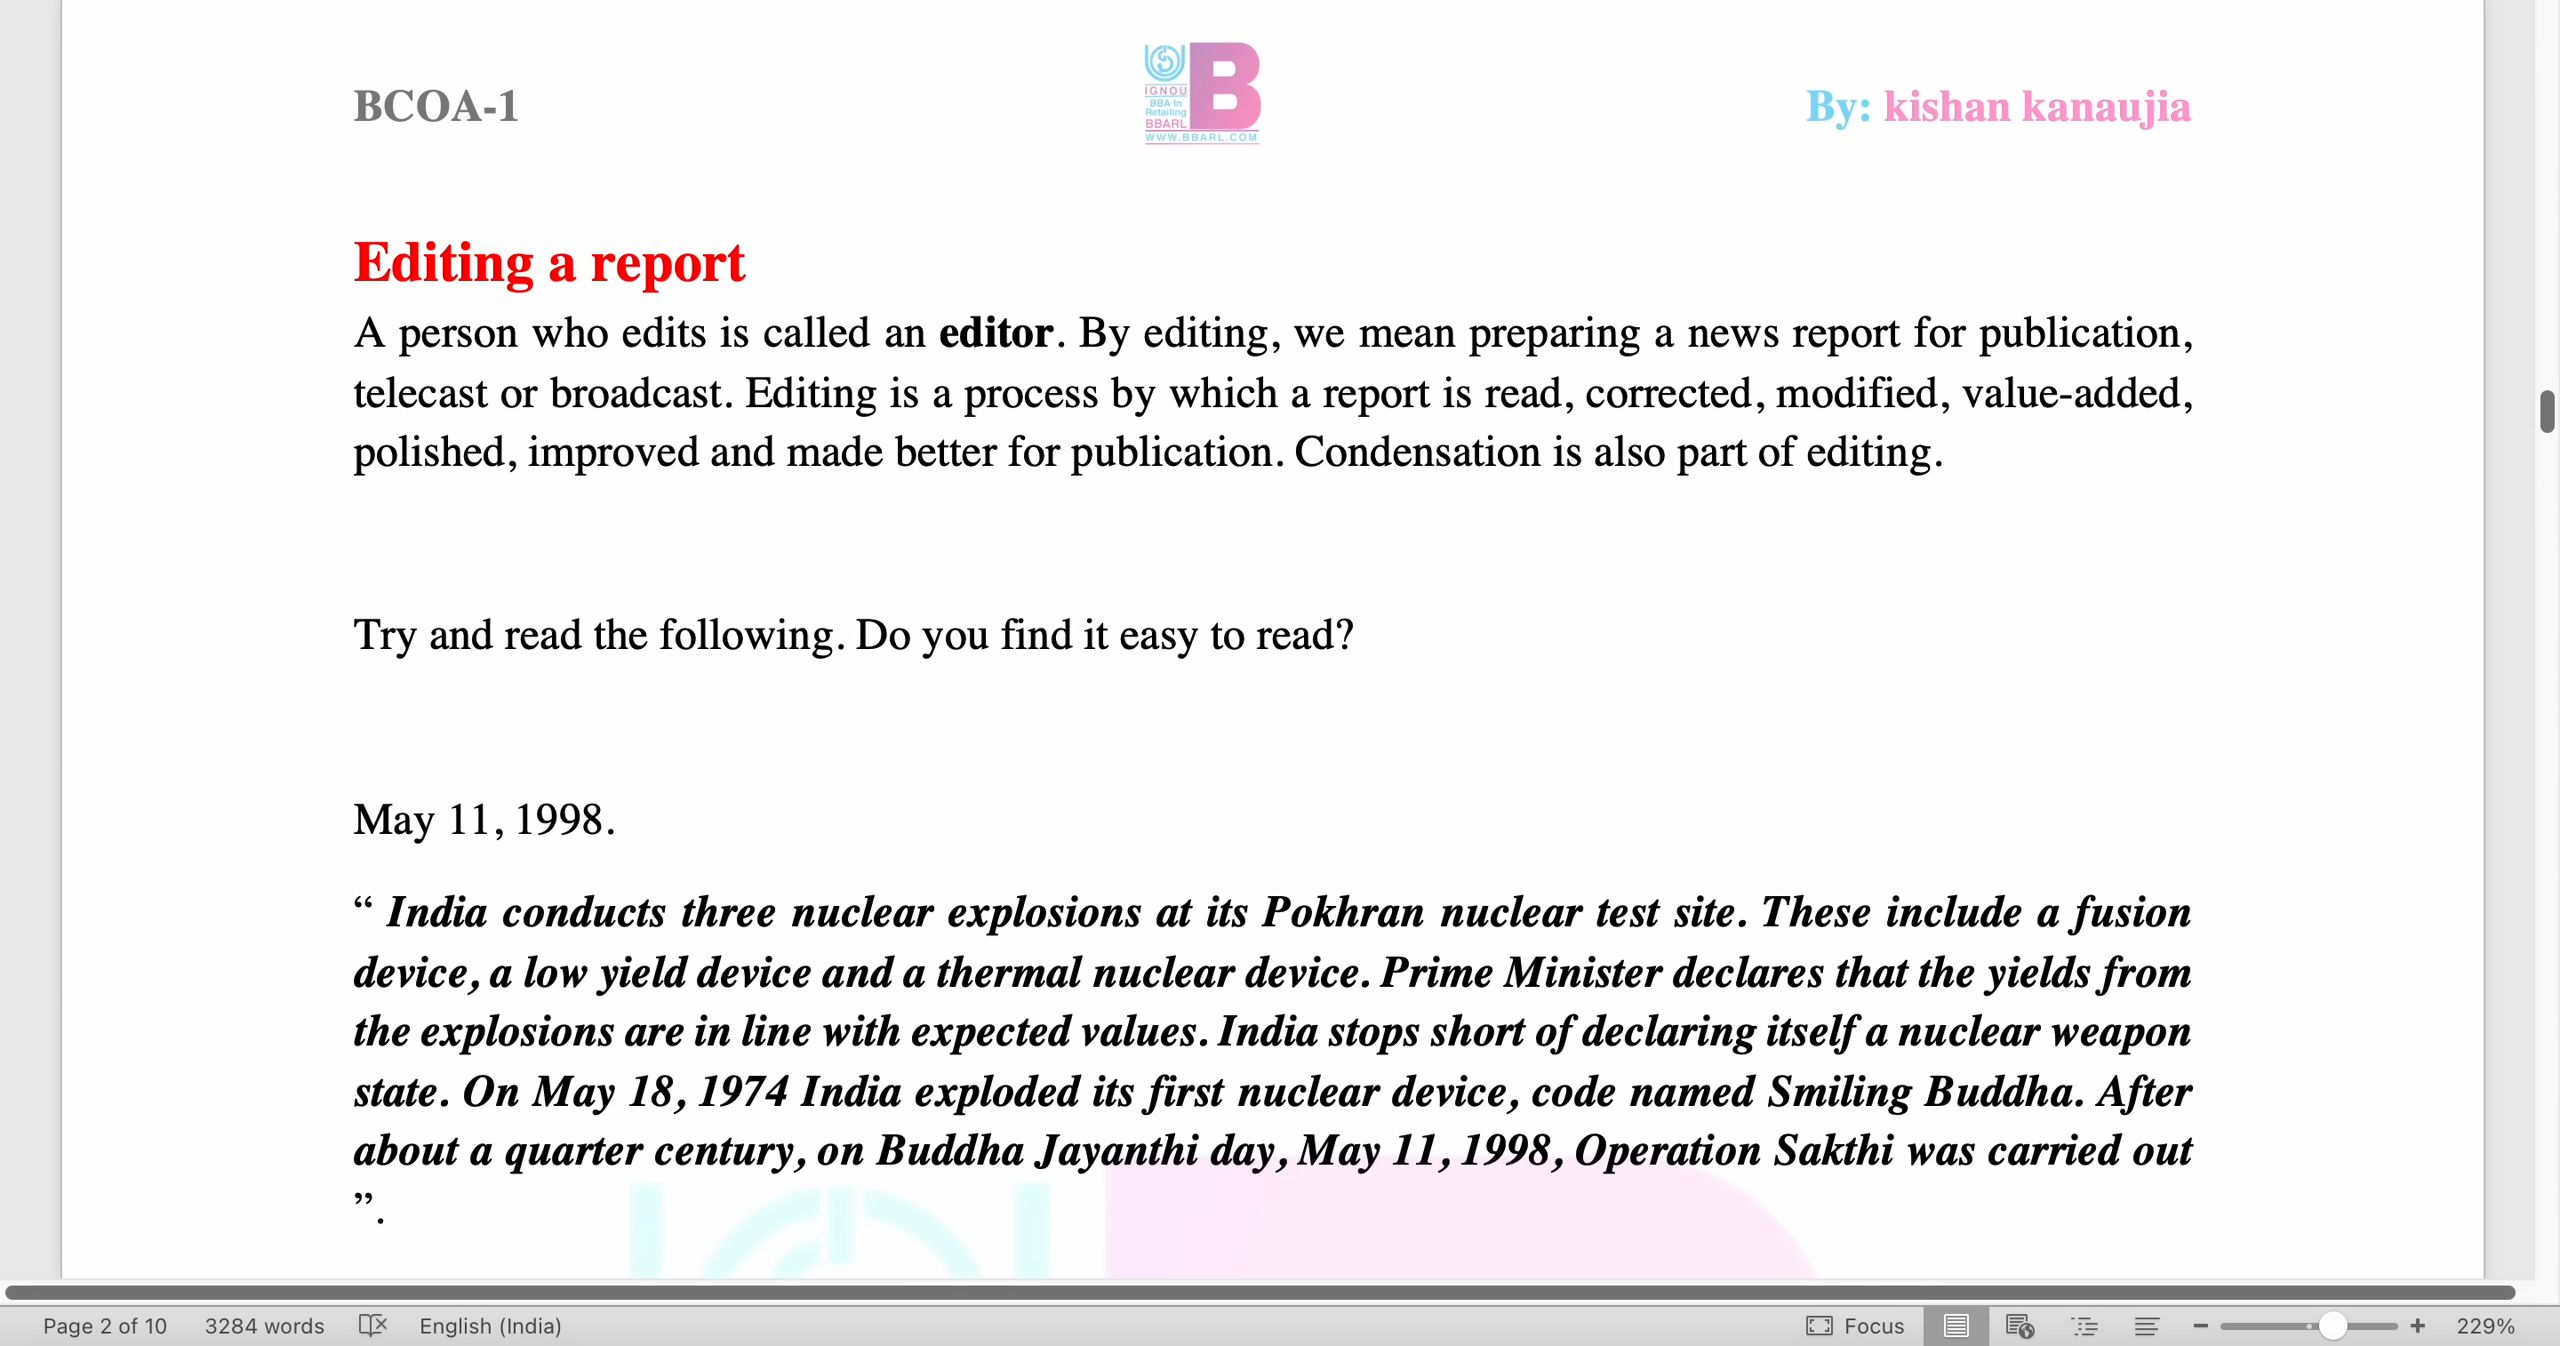 BCOA-1
IGNOU
BBA In
Retailing
BBARL
WWW.BBARL.COM
B
By: kishan kanaujia
Editing a report
A person who edits is called an editor. By editing, we mean preparing a news report for publication,
telecast or broadcast. Editing is a process by which a report is read, corrected, modified, value-added,
polished, improved and made better for publication. Condensation is also part of editing.
Try and read the following. Do you find it easy to read?
May 11, 1998.
“ India conducts three nuclear explosions at its Pokhran nuclear test site. These include a fusion
device, a low yield device and a thermal nuclear device. Prime Minister declares that the yields from
the explosions are in line with expected values. India stops short of declaring itself a nuclear weapon
state. On May 18, 1974 India exploded its first nuclear device, code named Smiling Buddha. After
about a quarter century, on Buddha Jayanthi day, May 11, 1998, Operation Sakthi was carried out
”.
Page 2 of 10 3284 words English (India) Focus 229%